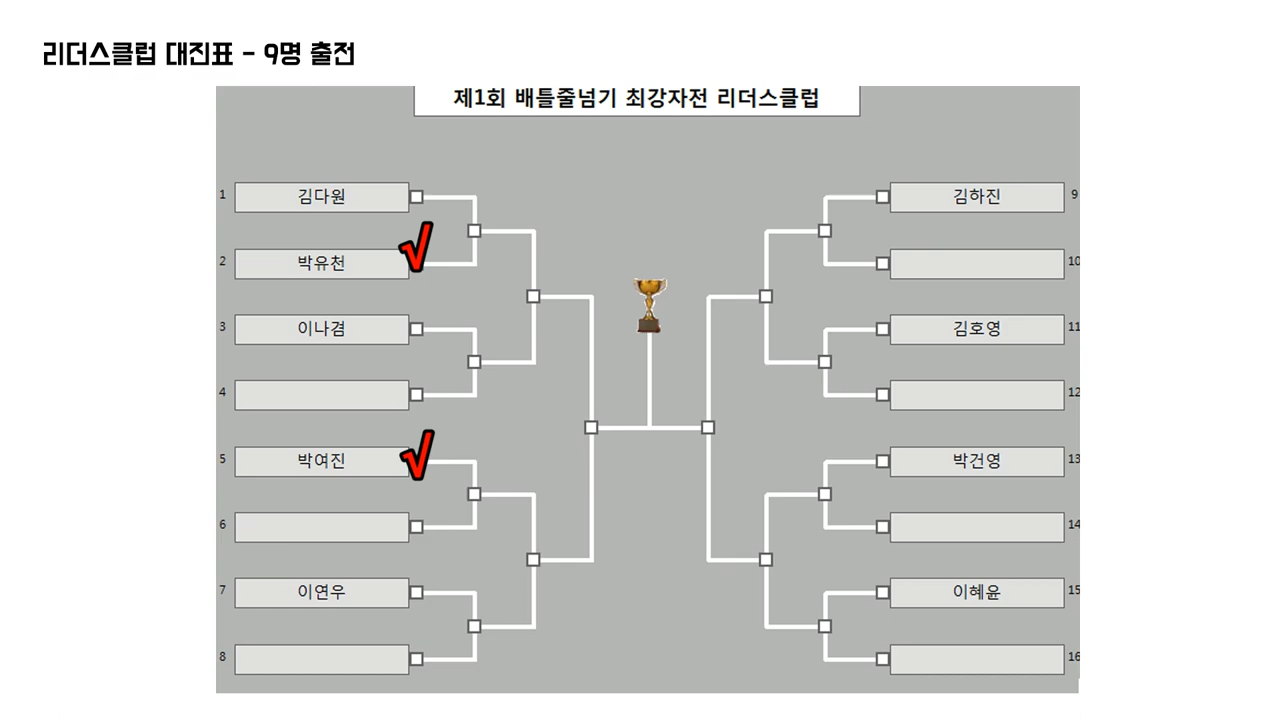 리더스클럽 대진표 - 9명 출전
제1회 배틀줄넘기 최강자전 리더스클럽
1 김다원
2 박유천
3 이나겸
4
5 박여진
6
7 이연우
8
김하진 9
10
김호영 11
12
박건영 13
14
이혜윤 15
16